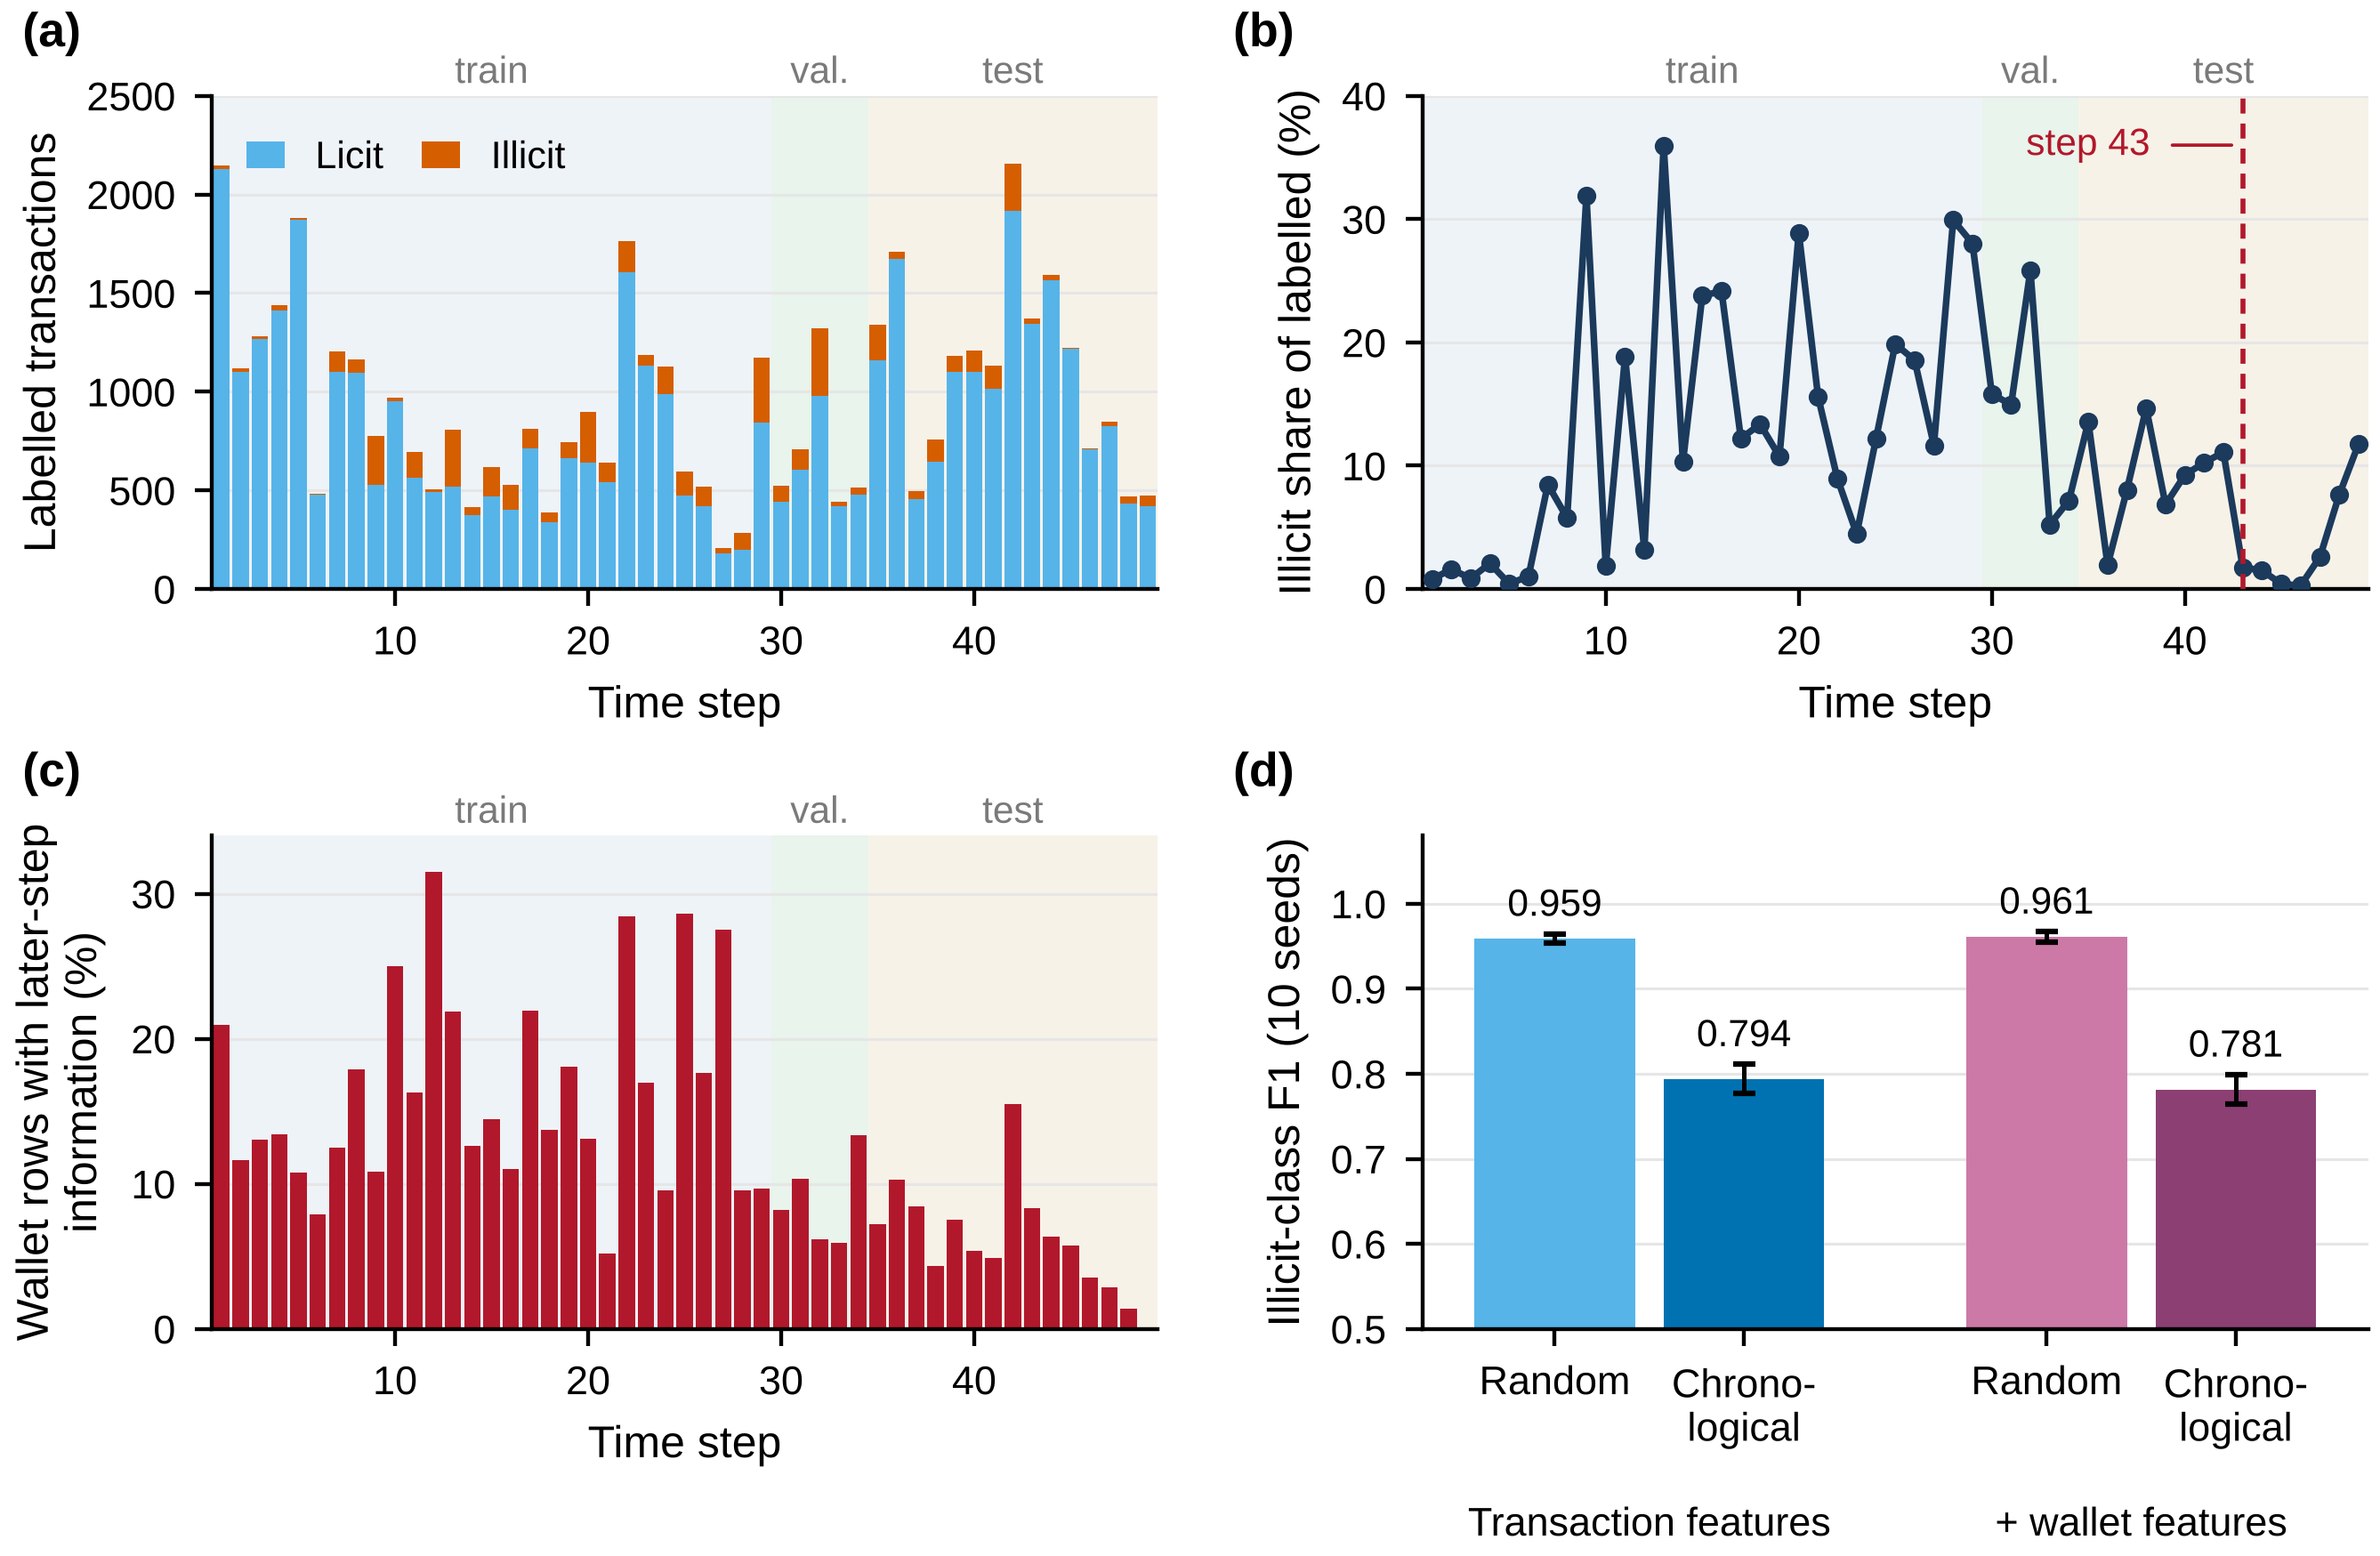 (a)
train val. test
Labelled transactions
2500
2000
1500
1000
500
0
Licit Illicit
10 20 30 40
Time step
(b)
train val. test
Illicit share of labelled (%)
40
30
20
10
0
step 43
10 20 30 40
Time step
(c)
train val. test
Wallet rows with later-step
information (%)
30
20
10
0
10 20 30 40
Time step
(d)
Illicit-class F1 (10 seeds)
1.0
0.9
0.8
0.7
0.6
0.5
0.959
0.794
0.961
0.781
Random Chrono-
logical
Random Chrono-
logical
Transaction features + wallet features